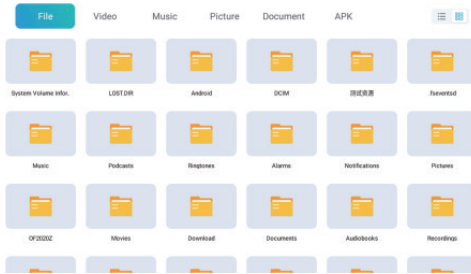 File Video Music Picture Document APK
System Volume Infor. LOST.DIR Android DCIM 测试资源 .fseventsd
Music Podcasts Ringtones Alarms Notifications Pictures
OF2020Z Movies Download Documents Audiobooks Recordings